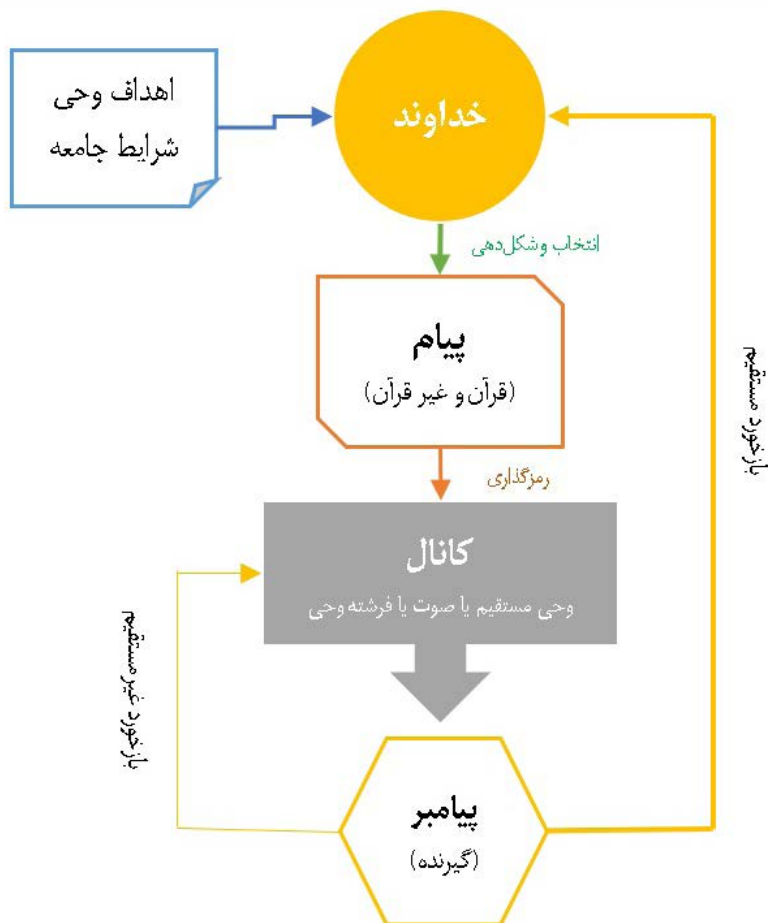 اهداف وحی
شرایط جامعه
خداوند
انتخاب و شکل‌دهی
پیام
(قرآن و غیر قرآن)
رمزگذاری
کانال
وحی مستقیم یا صوت یا فرشته وحی
پیامبر
(گیرنده)
بازخورد مستقیم
بازخورد غیر مستقیم